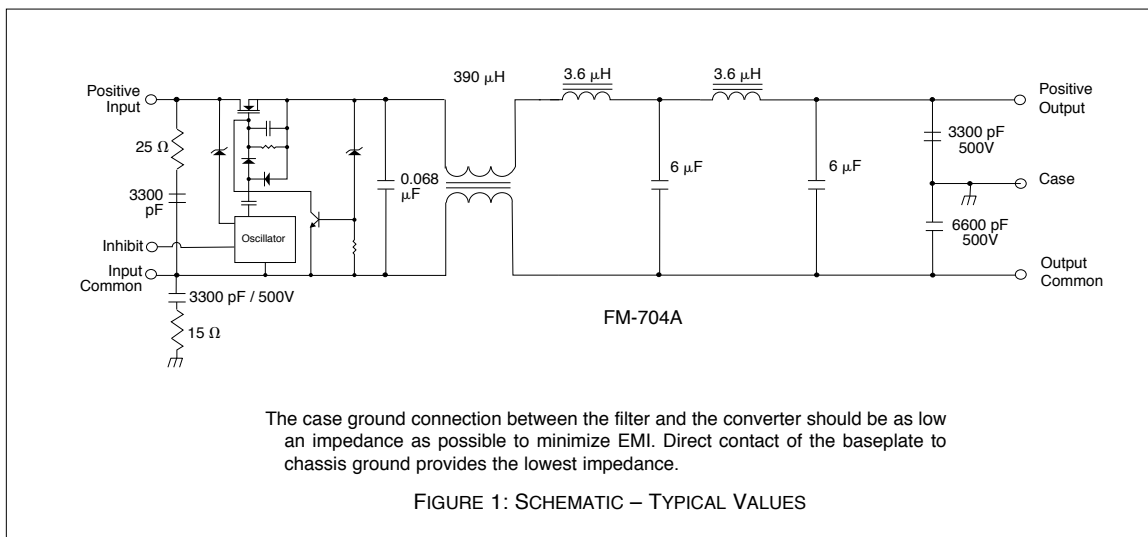 390 μH
3.6 μH
3.6 μH
Positive
Input
Positive
Output
25 Ω
3300 pF
500V
3300
pF
0.068
μF
6 μF
6 μF
Case
6600 pF
500V
Inhibit
Oscillator
Input
Common
Output
Common
3300 pF / 500V
15 Ω
FM-704A
The case ground connection between the filter and the converter should be as low
an impedance as possible to minimize EMI. Direct contact of the baseplate to
chassis ground provides the lowest impedance.
FIGURE 1: SCHEMATIC – TYPICAL VALUES